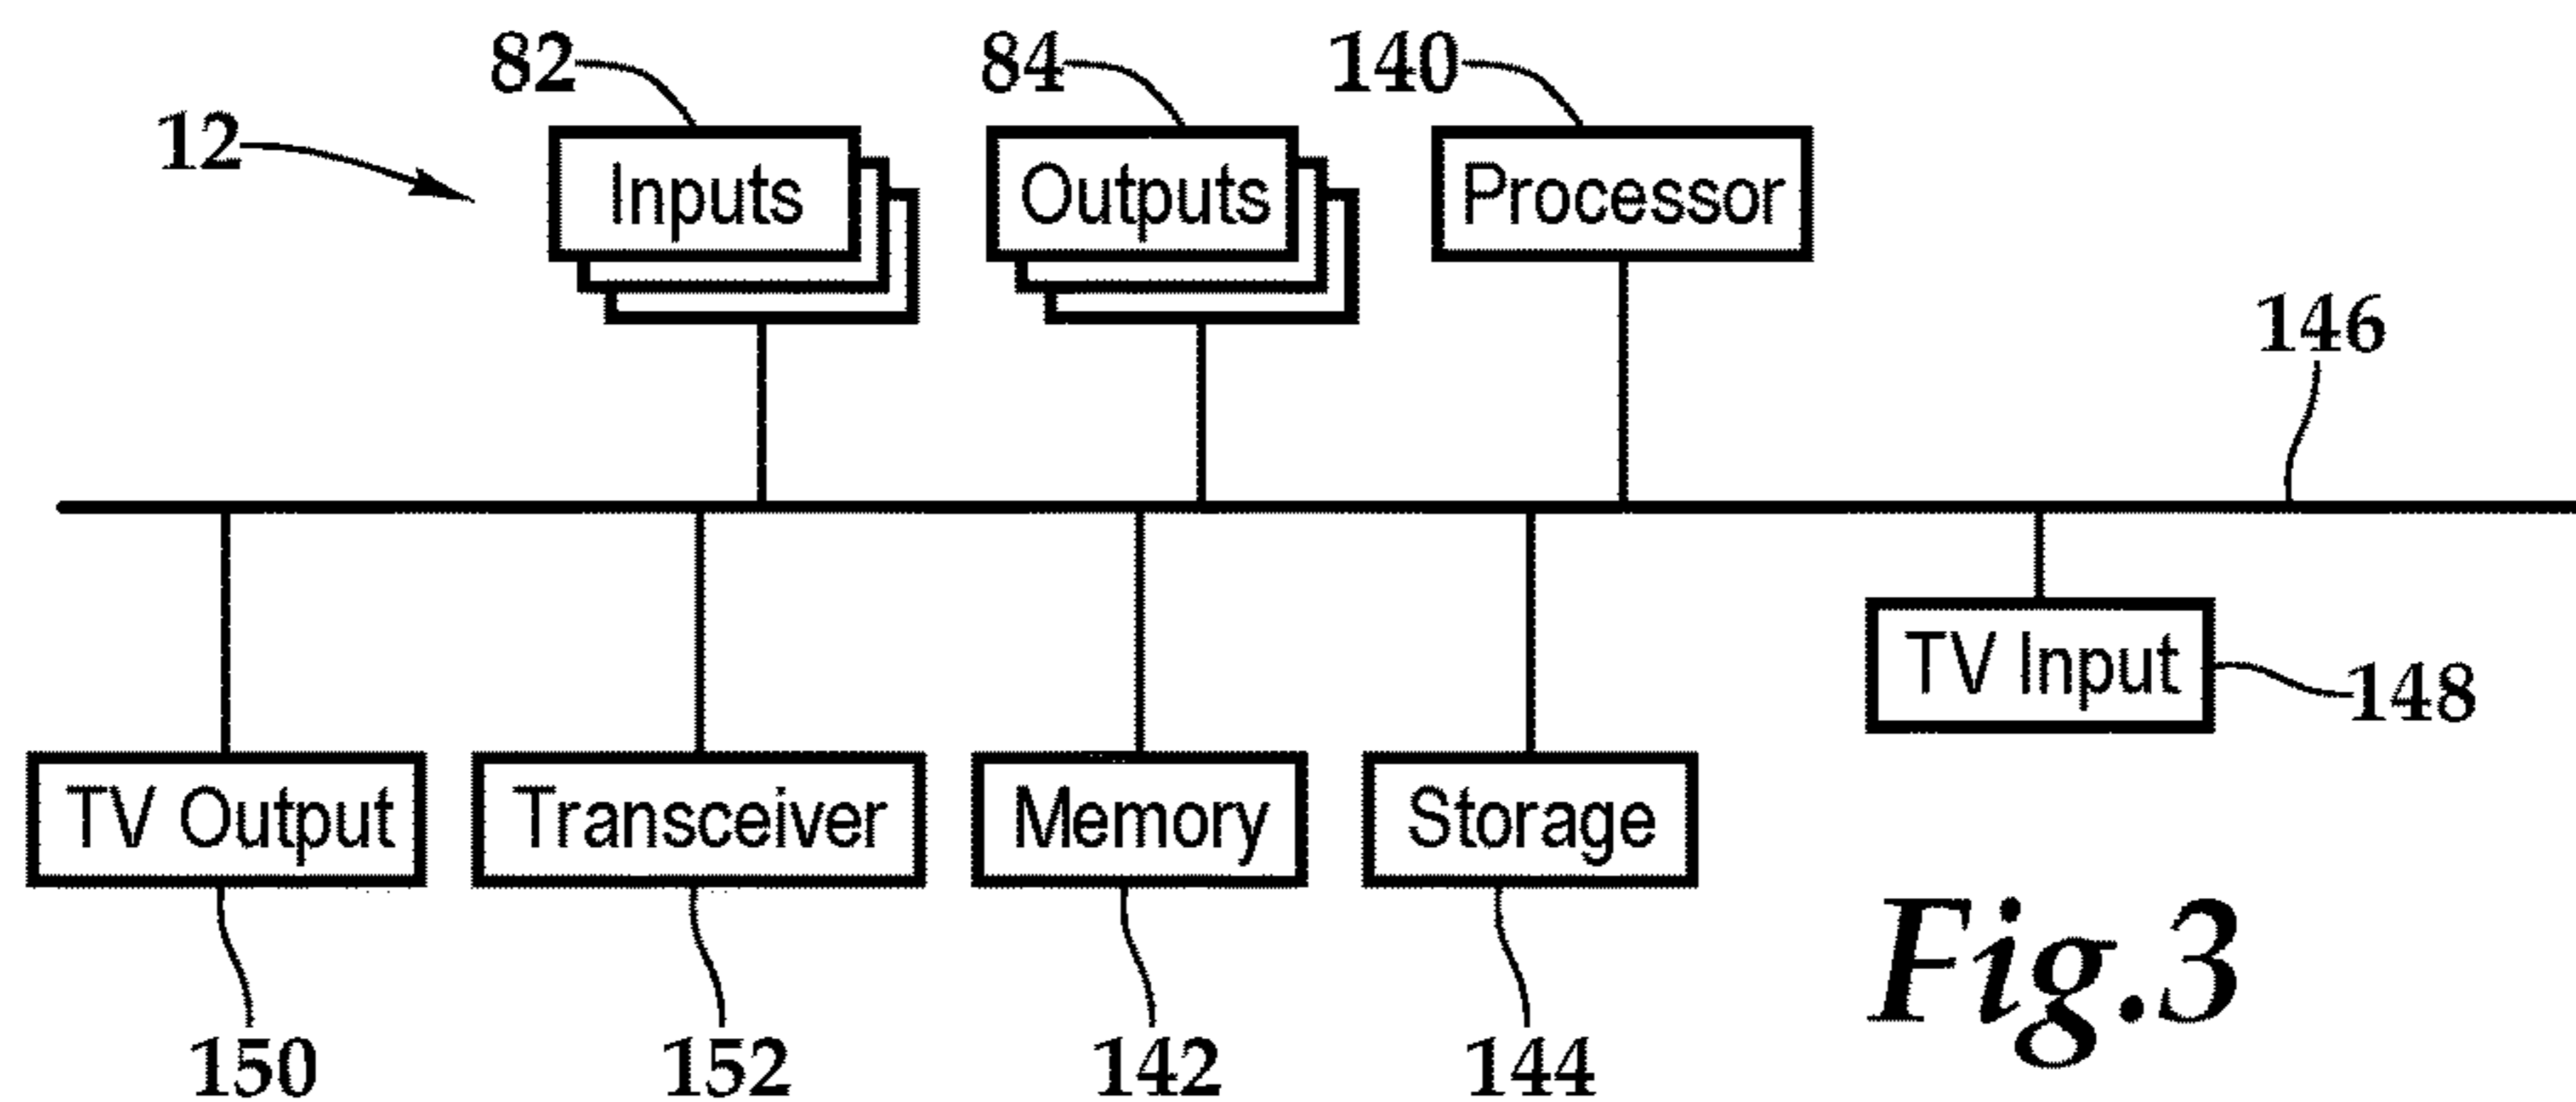 82
84
140
12
Inputs
Outputs
Processor
146
TV Input
148
TV Output
Transceiver
Memory
Storage
150
152
142
144
Fig.3